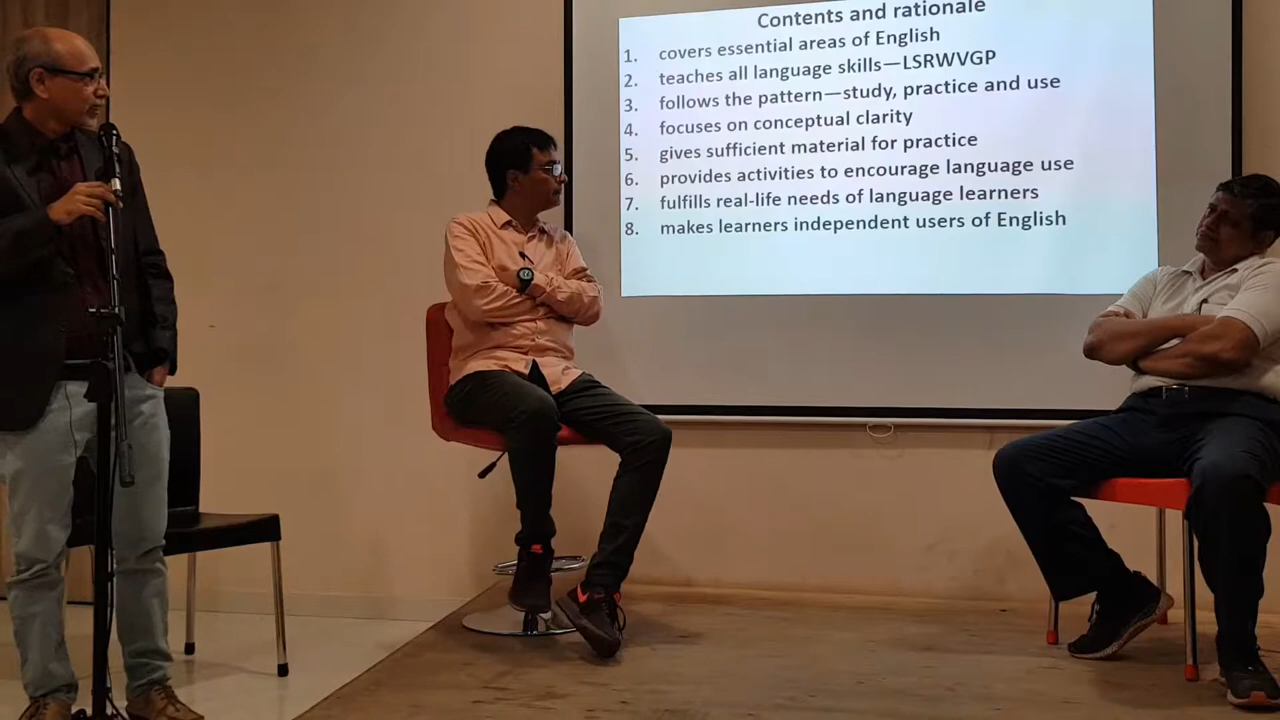 Contents and rationale
1. covers essential areas of English
2. teaches all language skills—LSRWVGP
3. follows the pattern—study, practice and use
4. focuses on conceptual clarity
5. gives sufficient material for practice
6. provides activities to encourage language use
7. fulfills real-life needs of language learners
8. makes learners independent users of English